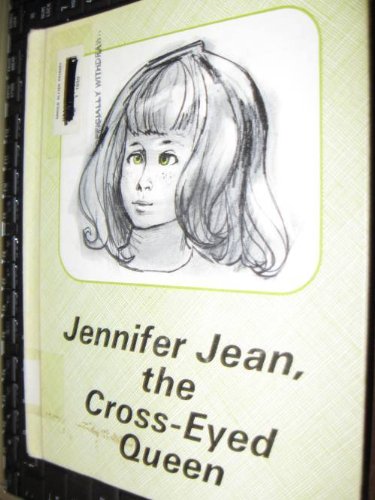 Jennifer Jean,
the
Cross-Eyed
Queen